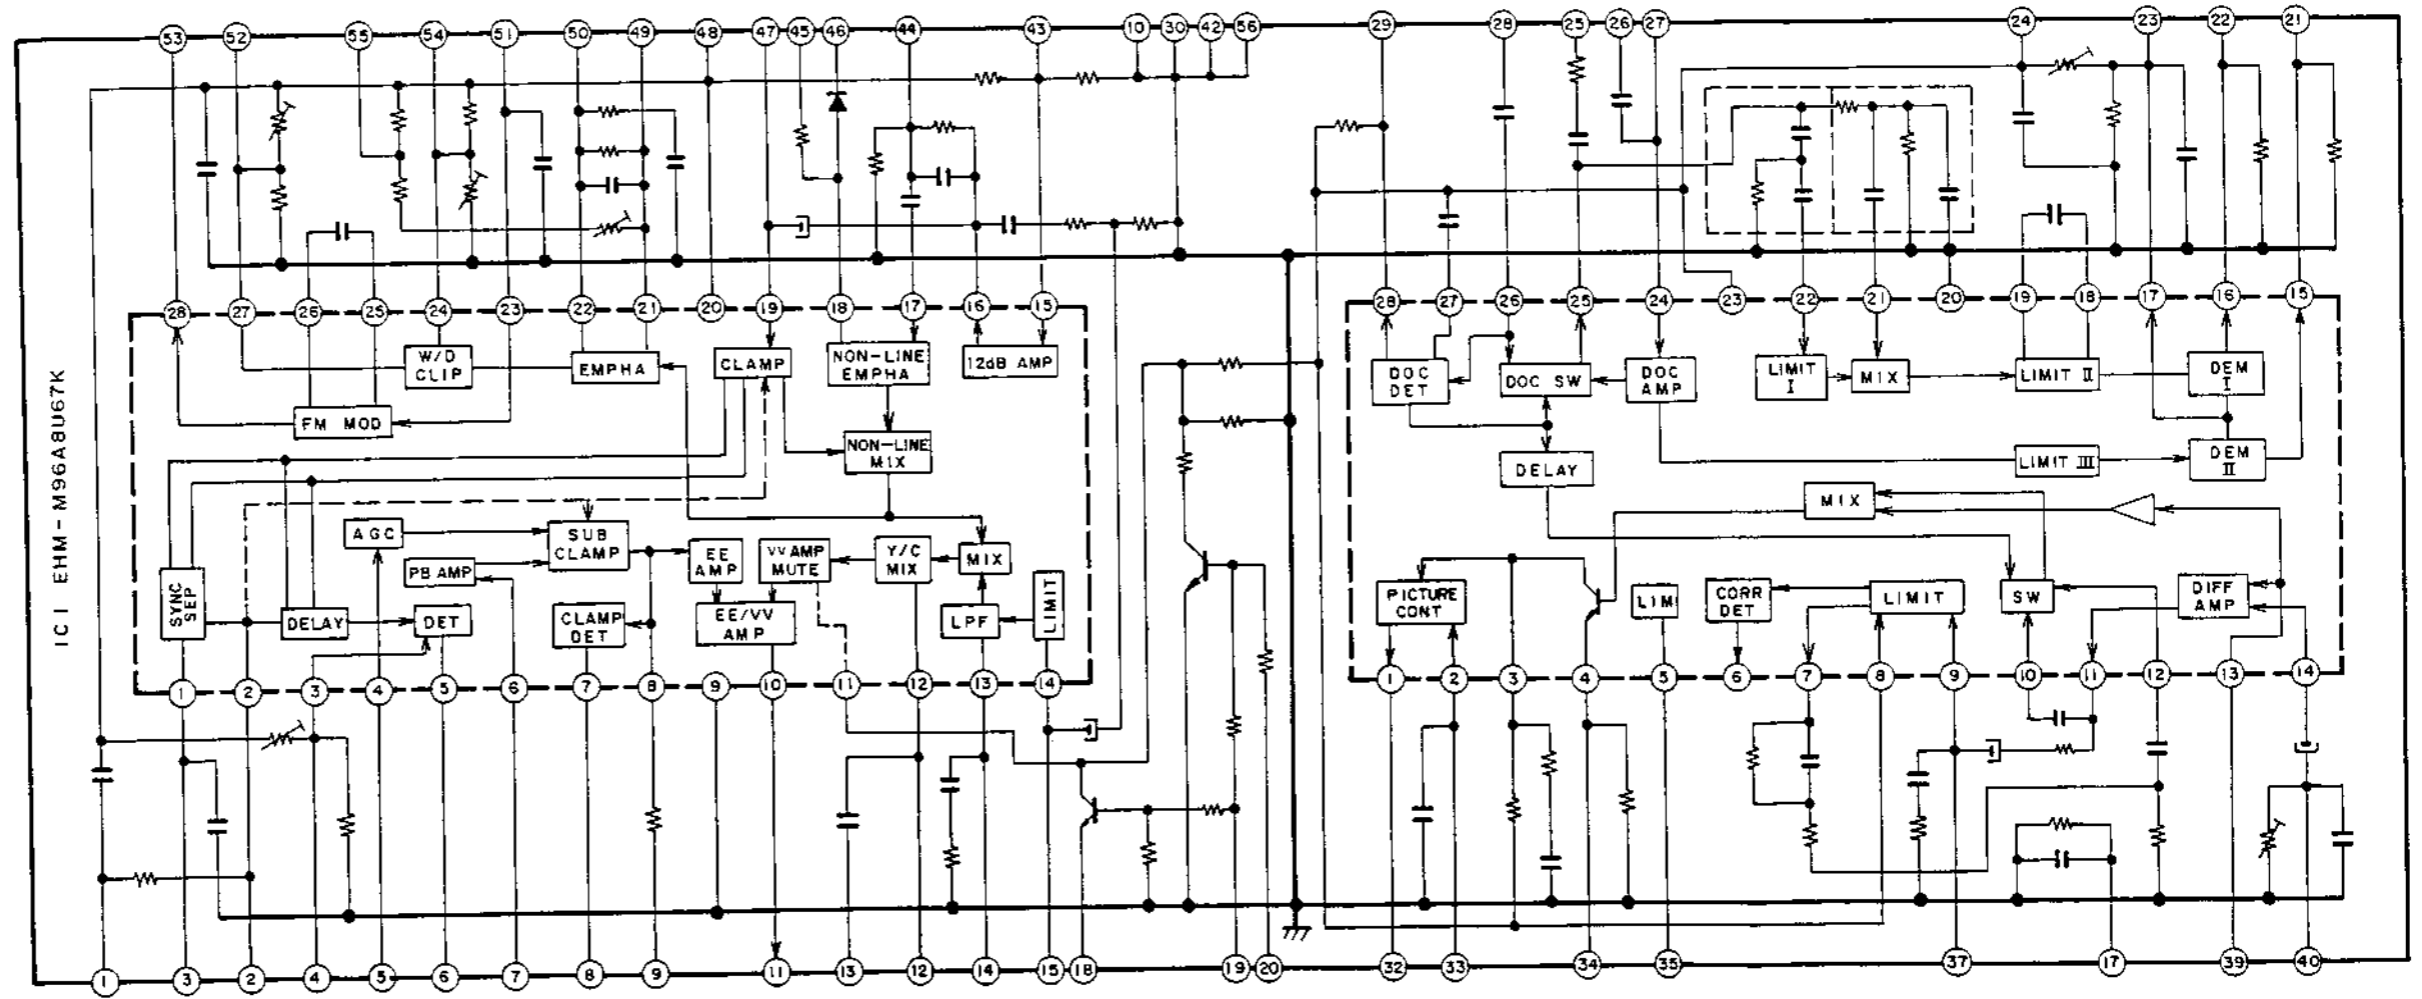 53 52 55 54 51 50 49 48 47 45 46 44 43 10 30 42 56 29 28 25 26 27 24 23 22 21
28 27 26 25 24 23 22 21 20 19 18 17 16 15
28 27 26 25 24 23 22 21 20 19 18 17 16 15
W/D
CLIP
EMPHA
CLAMP
NON-LINE
EMPHA
12dB AMP
FM MOD
NON-LINE
MIX
AGC
PB AMP
SUB
CLAMP
EE
AMP
VV AMP
MUTE
Y/C
MIX
MIX
SYNC
SEP
DELAY
DET
CLAMP
DET
EE/VV
AMP
LPF
LIMIT
DOC
DET
DOC SW
DOC
AMP
LIMIT
I
MIX
LIMIT II
DEM
I
DELAY
LIMIT III
DEM
II
MIX
PICTURE
CONT
LIM
CORR
DET
LIMIT
SW
DIFF
AMP
1 2 3 4 5 6 7 8 9 10 11 12 13 14
1 2 3 4 5 6 7 8 9 10 11 12 13 14
1 3 2 4 5 6 7 8 9 11 13 12 14 15 18 19 20 32 33 34 35 37 17 39 40
IC1 EHM-M96A8U067K